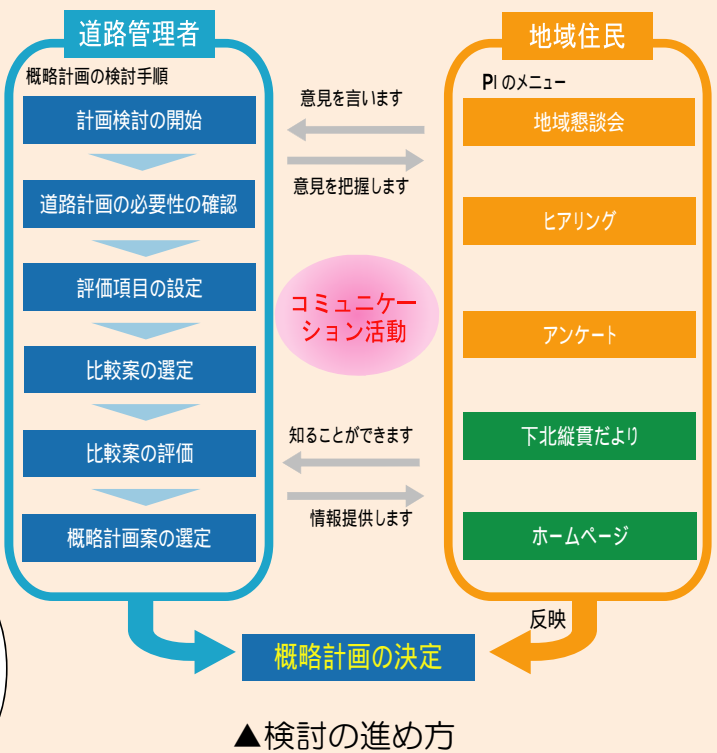 道路管理者
概略計画の検討手順
計画検討の開始
道路計画の必要性の確認
評価項目の設定
比較案の選定
比較案の評価
概略計画案の選定
意見を言います
意見を把握します
コミュニケー
ション活動
知ることができます
情報提供します
地域住民
PIのメニュー
地域懇談会
ヒアリング
アンケート
下北縦貫だより
ホームページ
反映
概略計画の決定
▲検討の進め方